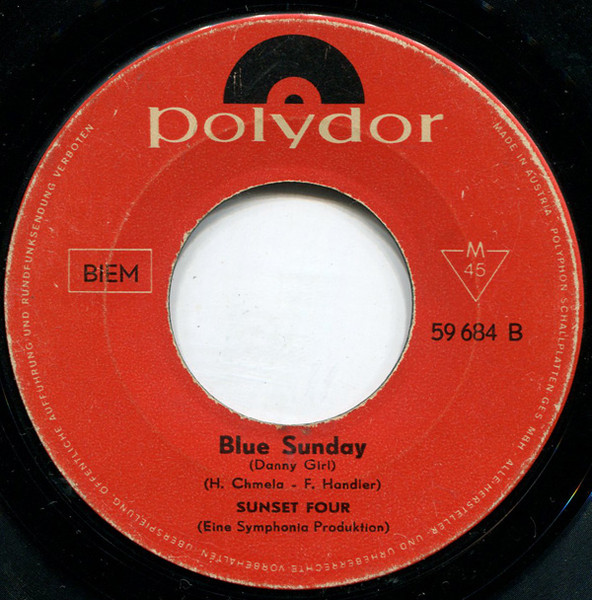 polydor
BIEM
M
45
59 684 B
Blue Sunday
(Danny Girl)
(H. Chmela - F. Handler)
SUNSET FOUR
(Eine Symphonia Produktion)
MADE IN AUSTRIA · POLYPHON SCHALLPLATTEN GES MBH · ALLE HERSTELLER- UND URHEBERRECHTE VORBEHALTEN · ÜBERSPIELUNG ÖFFENTLICHE AUFFÜHRUNG UND RUNDFUNKSENDUNG VERBOTEN